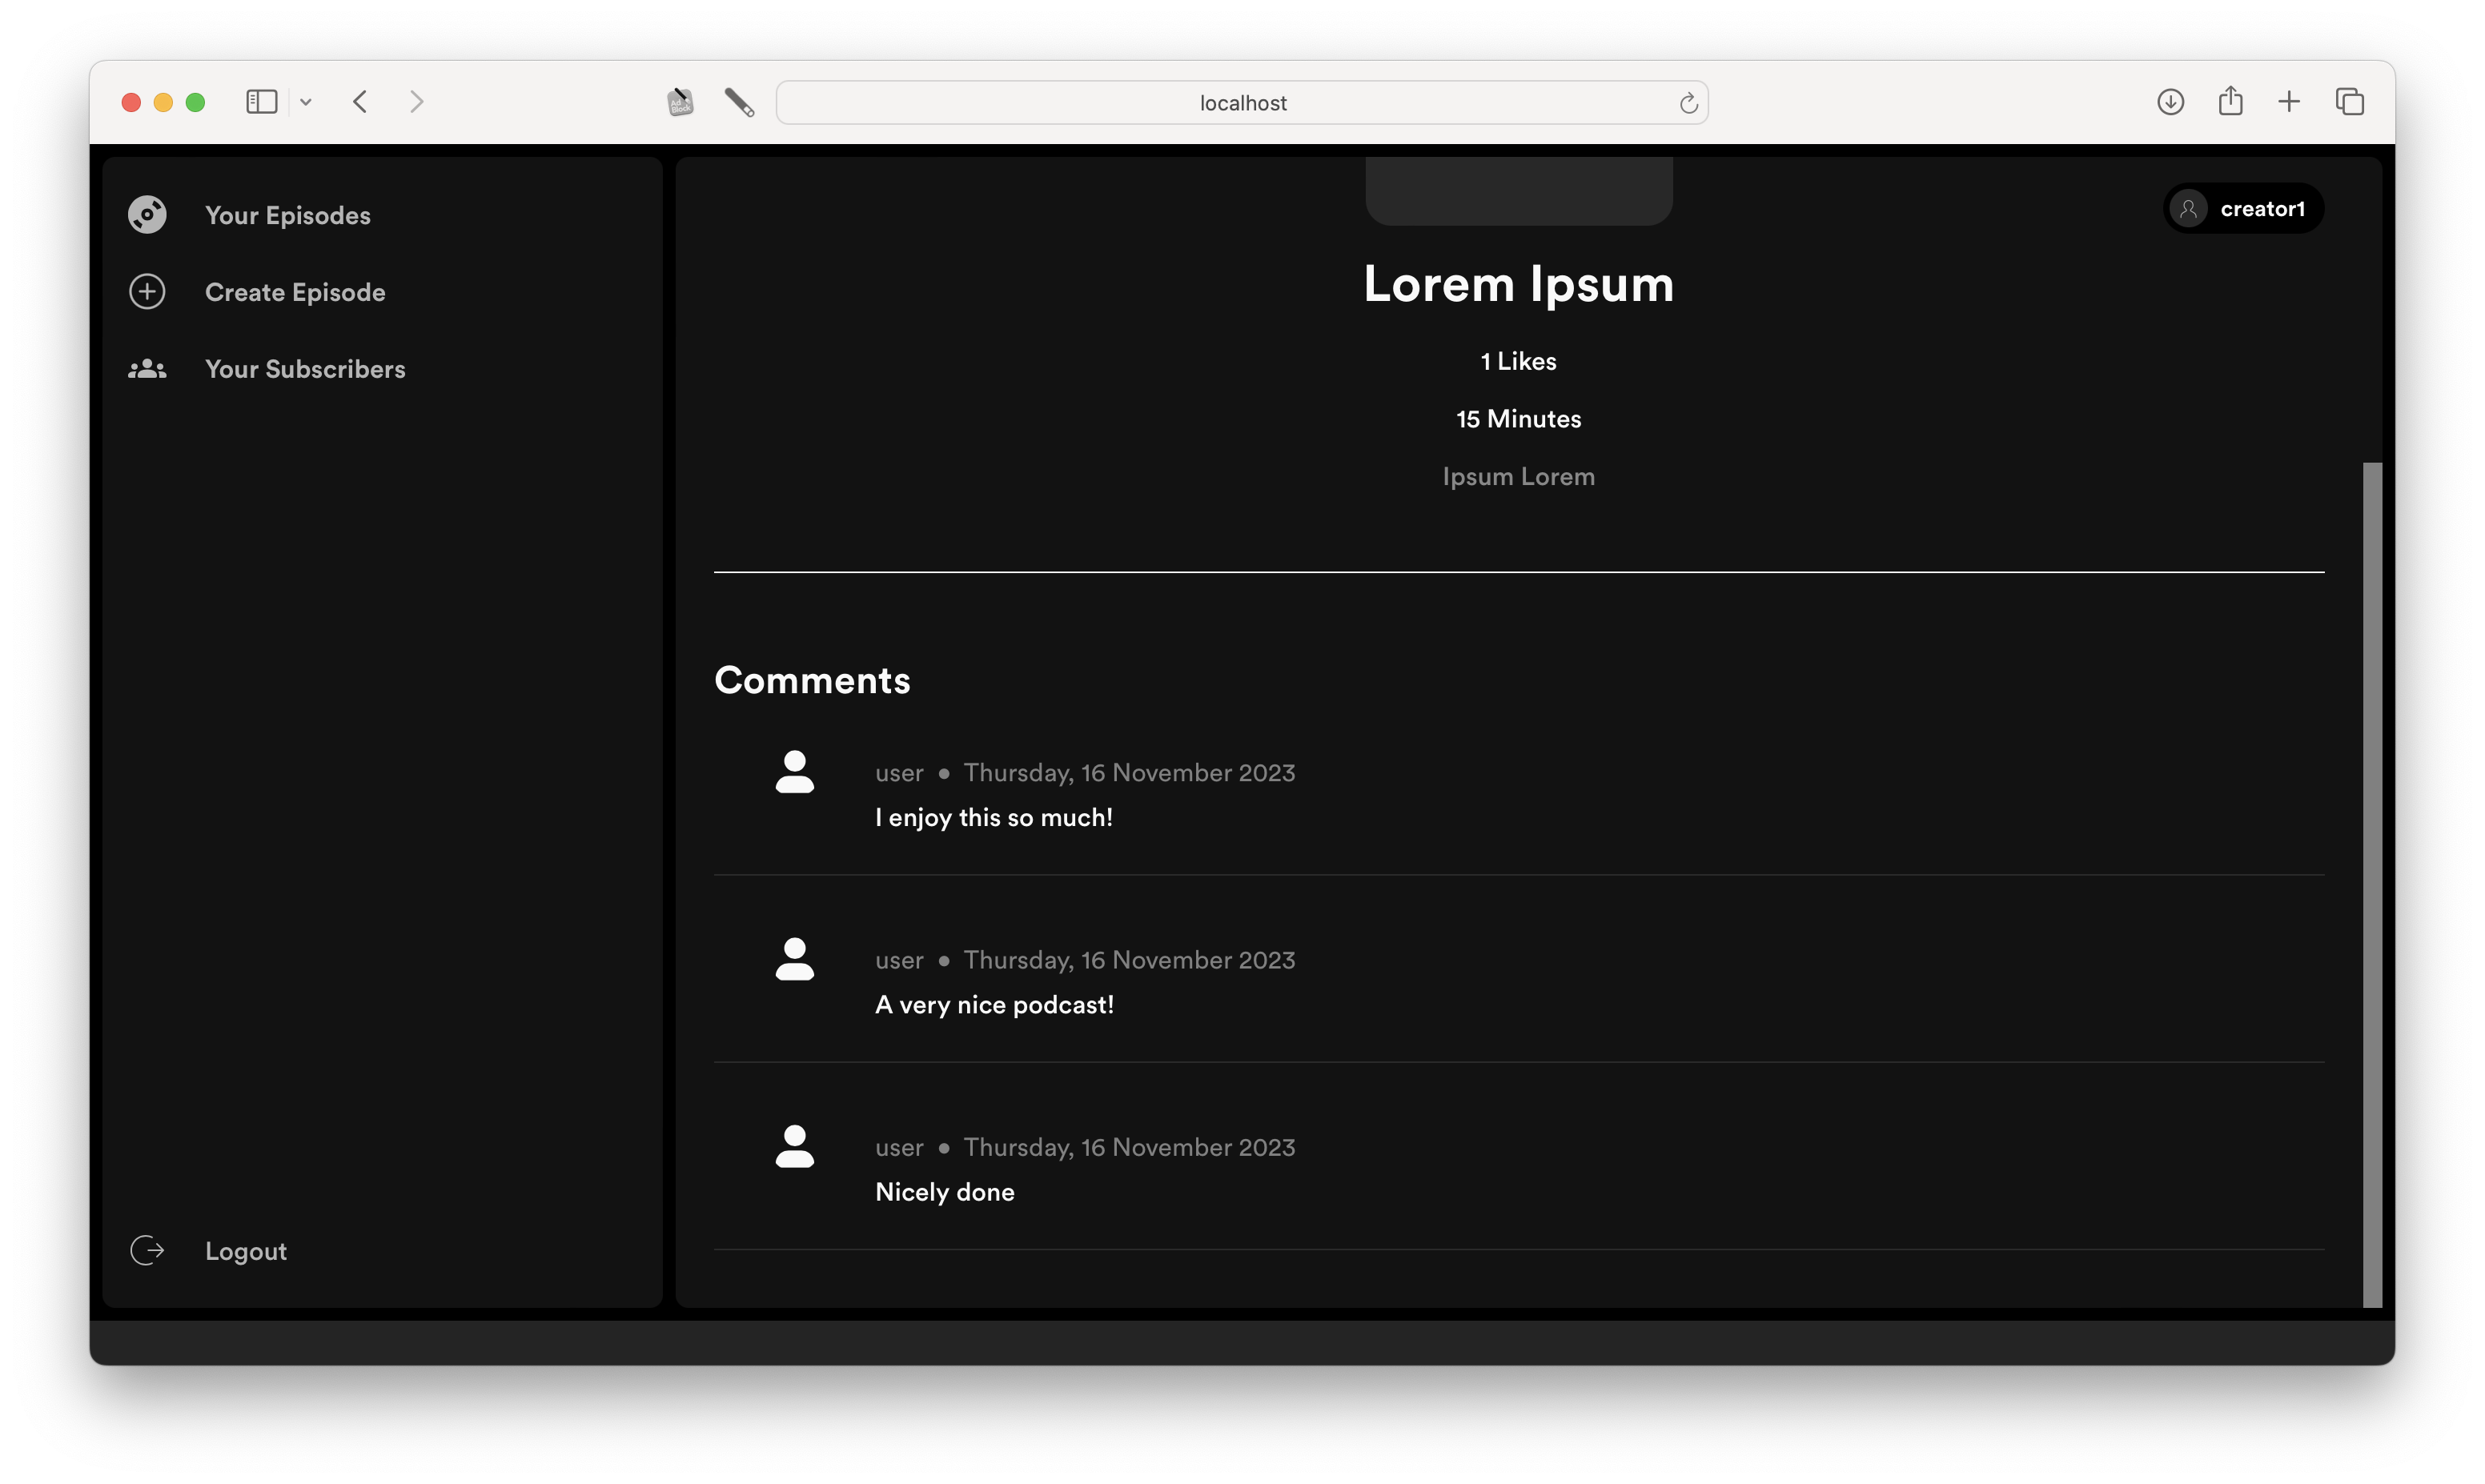 Ad
Block
localhost
Your Episodes
Create Episode
Your Subscribers
Logout
creator1
Lorem Ipsum
1 Likes
15 Minutes
Ipsum Lorem
Comments
user ● Thursday, 16 November 2023
I enjoy this so much!
user ● Thursday, 16 November 2023
A very nice podcast!
user ● Thursday, 16 November 2023
Nicely done